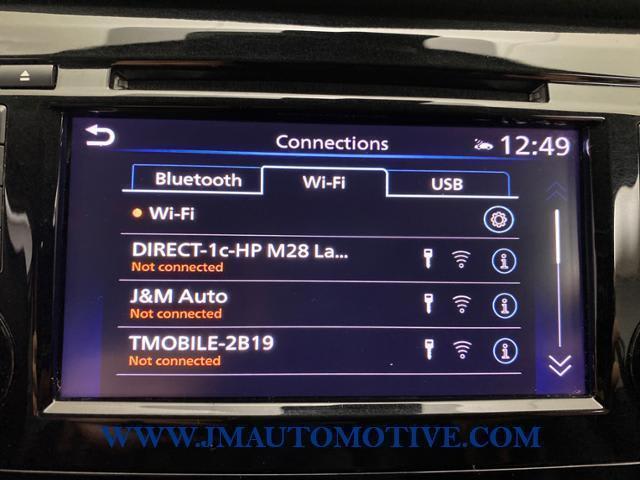 Connections
12:49
Bluetooth
Wi-Fi
USB
Wi-Fi
DIRECT-1c-HP M28 La...
Not connected
J&M Auto
Not connected
TMOBILE-2B19
Not connected
WWW.JMAUTOMOTIVE.COM